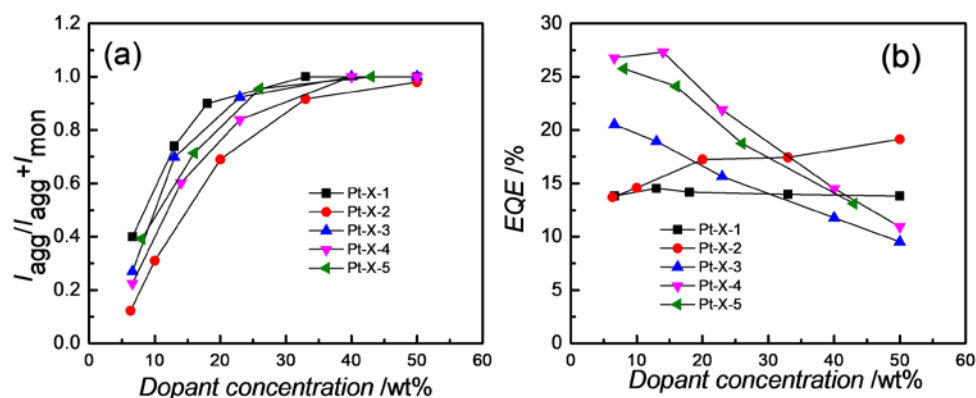 (a)
I agg/I agg+I mon
1.2
1.0
0.8
0.6
0.4
0.2
0.0
Pt-X-1
Pt-X-2
Pt-X-3
Pt-X-4
Pt-X-5
0 10 20 30 40 50 60
Dopant concentration /wt%
(b)
EQE /%
30
25
20
15
10
5
0
Pt-X-1
Pt-X-2
Pt-X-3
Pt-X-4
Pt-X-5
0 10 20 30 40 50 60
Dopant concentration /wt%